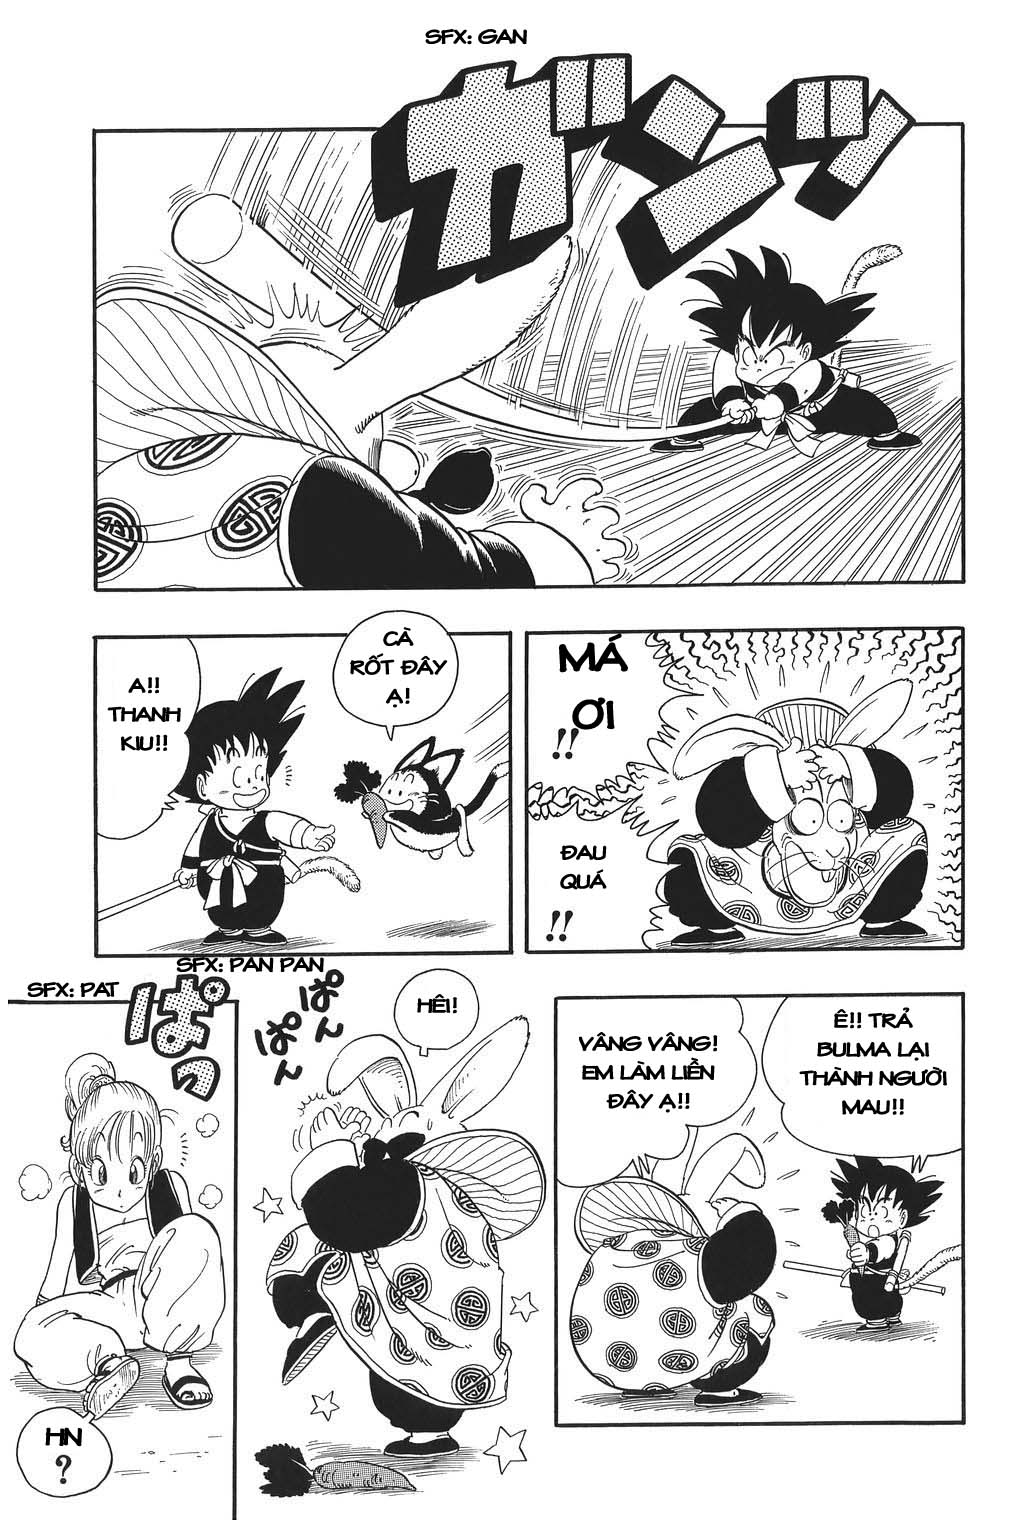 SFX: GAN
ガンッ
MÁ
ƠI
!!
ĐAU
QUÁ
!!
CÀ
RỐT ĐÂY
Ạ!
A!!
THANH
KIU!!
Ê!! TRẢ
BULMA LẠI
THÀNH NGƯỜI
MAU!!
VÂNG VÂNG!
EM LÀM LIỀN
ĐÂY Ạ!!
HÊI!
SFX: PAN PAN
ぱん
ぱん
SFX: PAT
ぱっ
HN
?